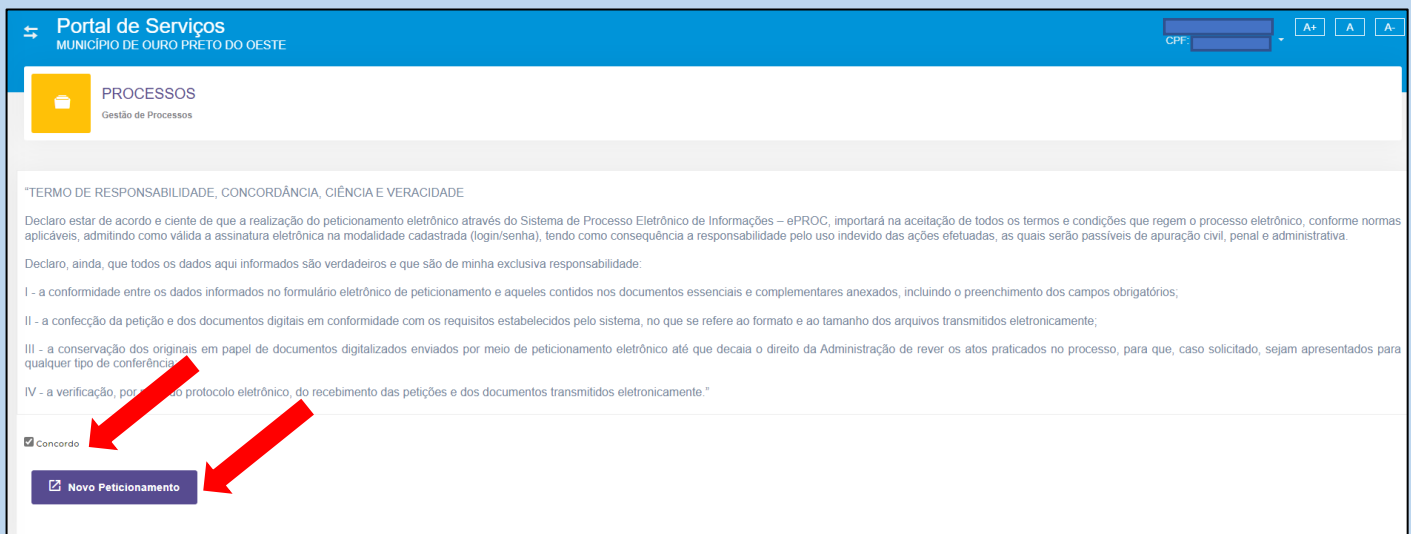 Portal de Serviços
MUNICÍPIO DE OURO PRETO DO OESTE
CPF:
A+ A A-
PROCESSOS
Gestão de Processos
“TERMO DE RESPONSABILIDADE, CONCORDÂNCIA, CIÊNCIA E VERACIDADE
Declaro estar de acordo e ciente de que a realização do peticionamento eletrônico através do Sistema de Processo Eletrônico de Informações – ePROC, importará na aceitação de todos os termos e condições que regem o processo eletrônico, conforme normas
aplicáveis, admitindo como válida a assinatura eletrônica na modalidade cadastrada (login/senha), tendo como consequência a responsabilidade pelo uso indevido das ações efetuadas, as quais serão passíveis de apuração civil, penal e administrativa.
Declaro, ainda, que todos os dados aqui informados são verdadeiros e que são de minha exclusiva responsabilidade:
I - a conformidade entre os dados informados no formulário eletrônico de peticionamento e aqueles contidos nos documentos essenciais e complementares anexados, incluindo o preenchimento dos campos obrigatórios;
II - a confecção da petição e dos documentos digitais em conformidade com os requisitos estabelecidos pelo sistema, no que se refere ao formato e ao tamanho dos arquivos transmitidos eletronicamente;
III - a conservação dos originais em papel de documentos digitalizados enviados por meio de peticionamento eletrônico até que decaia o direito da Administração de rever os atos praticados no processo, para que, caso solicitado, sejam apresentados para
qualquer tipo de conferência
IV - a verificação, por do protocolo eletrônico, do recebimento das petições e dos documentos transmitidos eletronicamente.”
Concordo
Novo Peticionamento